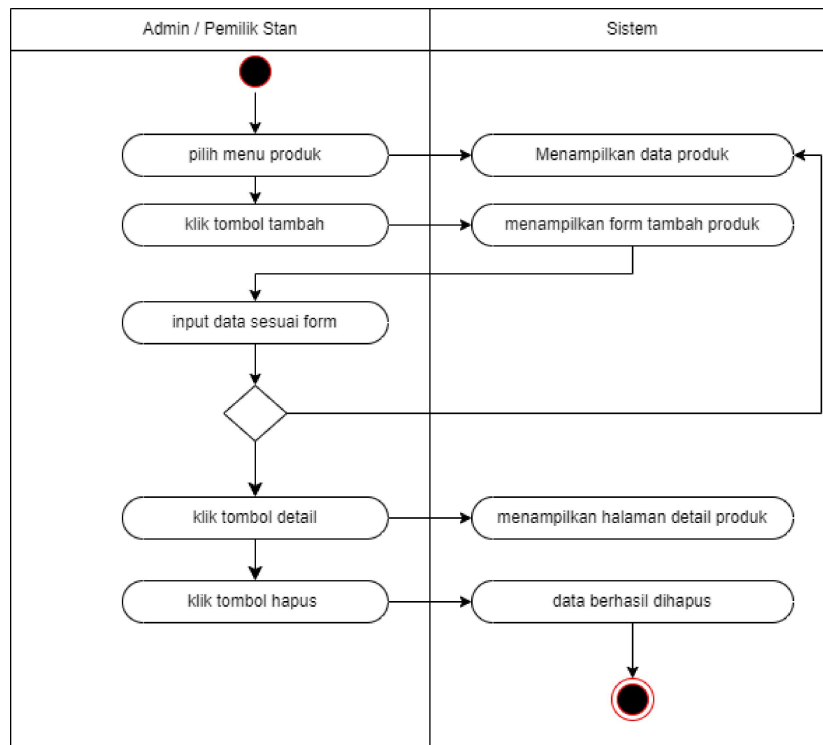 Admin / Pemilik Stan
Sistem
pilih menu produk
Menampilkan data produk
klik tombol tambah
menampilkan form tambah produk
input data sesuai form
klik tombol detail
menampilkan halaman detail produk
klik tombol hapus
data berhasil dihapus